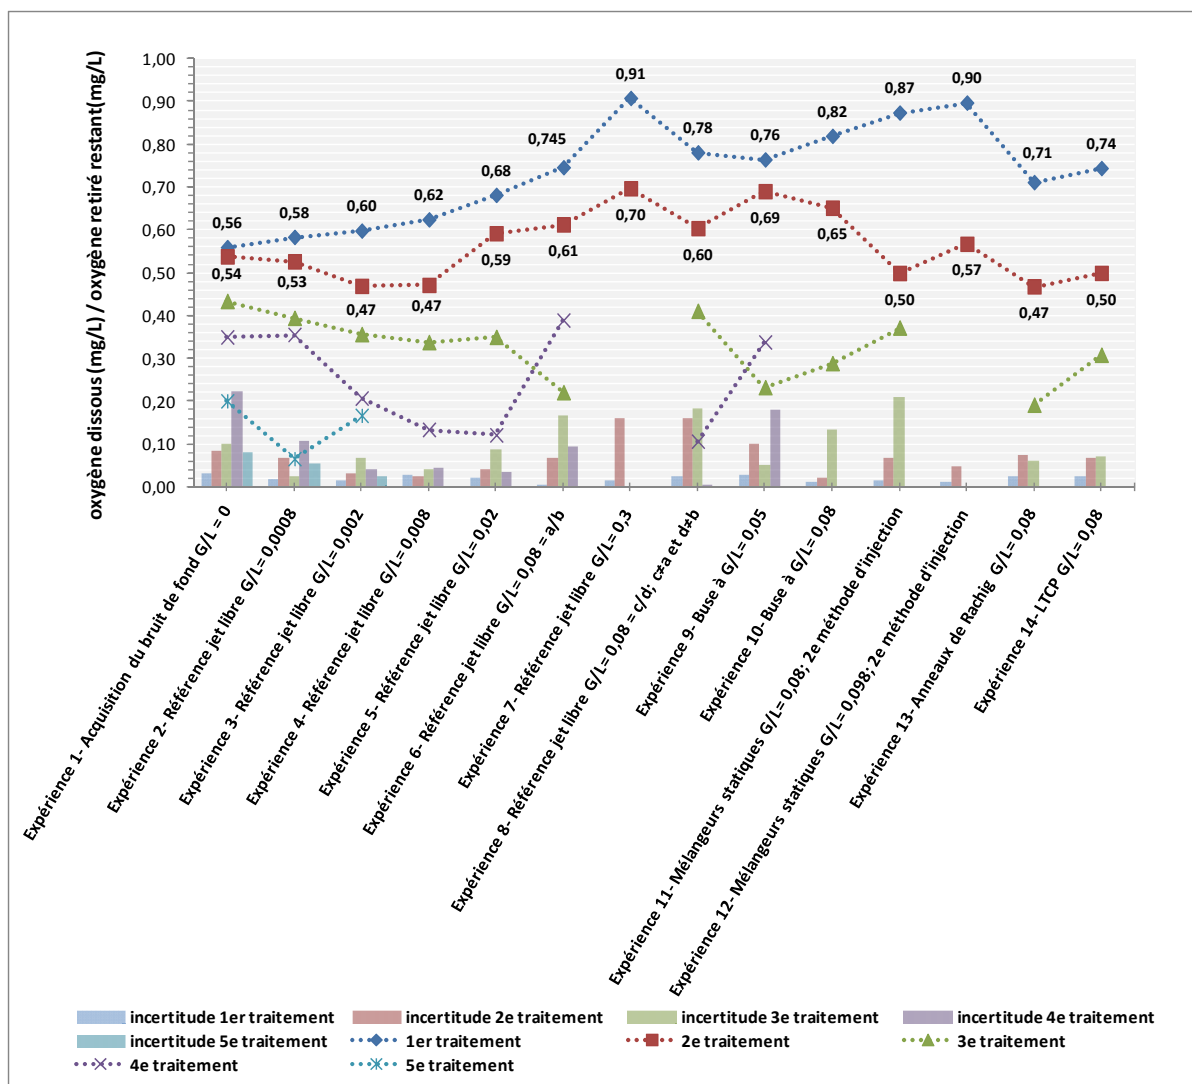 oxygène dissous (mg/L) / oxygène retiré restant(mg/L)
1,00
0,90
0,80
0,70
0,60
0,50
0,40
0,30
0,20
0,10
0,00
0,56
0,58
0,60
0,62
0,68
0,745
0,91
0,78
0,76
0,82
0,87
0,90
0,71
0,74
0,54
0,53
0,47
0,47
0,59
0,61
0,70
0,60
0,69
0,65
0,50
0,57
0,47
0,50
Expérience 1- Acquisition du bruit de fond G/L = 0
Expérience 2- Référence jet libre G/L= 0,0008
Expérience 3- Référence jet libre G/L= 0,002
Expérience 4- Référence jet libre G/L= 0,008
Expérience 5- Référence jet libre G/L= 0,02
Expérience 6- Référence jet libre G/L= 0,08 = a/b
Expérience 7- Référence jet libre G/L= 0,3
Expérience 8- Référence jet libre G/L= 0,08 = c/d; c≠a et d≠b
Expérience 9- Buse à G/L= 0,05
Expérience 10- Buse à G/L= 0,08
Expérience 11- Mélangeurs statiques G/L= 0,08; 2e méthode d'injection
Expérience 12- Mélangeurs statiques G/L= 0,098; 2e méthode d'injection
Expérience 13- Anneaux de Rachig G/L= 0,08
Expérience 14- LTCP G/L= 0,08
incertitude 1er traitement
incertitude 2e traitement
incertitude 3e traitement
incertitude 4e traitement
incertitude 5e traitement
1er traitement
2e traitement
3e traitement
4e traitement
5e traitement